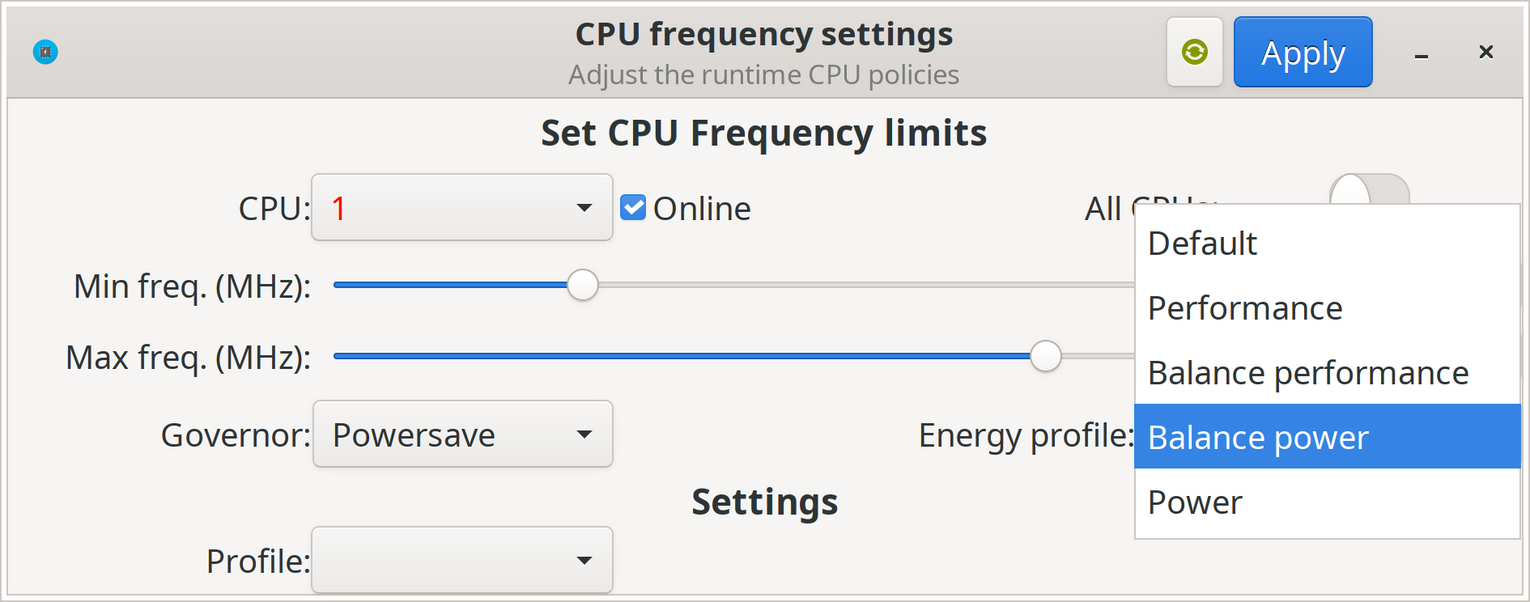 CPU frequency settings
Adjust the runtime CPU policies
Apply
Set CPU Frequency limits
CPU: 1 Online All CPUs:
Min freq. (MHz):
Max freq. (MHz):
Governor: Powersave Energy profile:
Default
Performance
Balance performance
Balance power
Power
Settings
Profile: